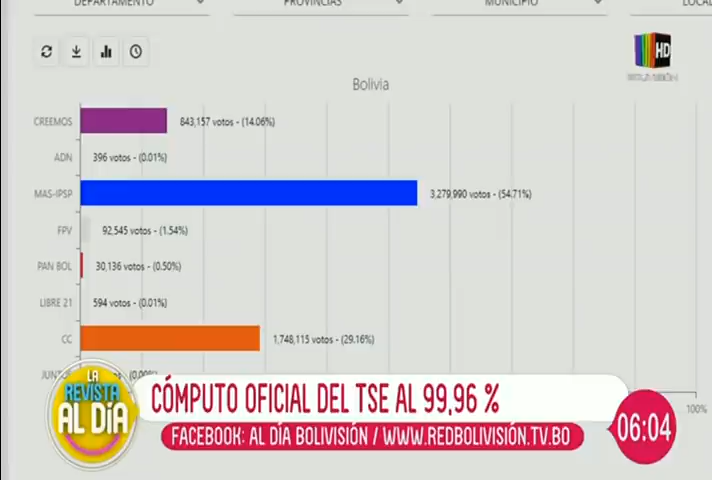 DEPARTAMENTO
PROVINCIAS
MUNICIPIO
HD
Bolivia
CREEMOS 843,157 votos - (14.06%)
ADN 396 votos - (0.01%)
MAS-IPSP 3,279,990 votos - (54.71%)
FPV 92,545 votos - (1.54%)
PAN BOL 30,136 votos - (0.50%)
LIBRE 21 594 votos - (0.01%)
CC 1,748,115 votos - (29.16%)
100%
LA
REVISTA
AL DÍA
CÓMPUTO OFICIAL DEL TSE AL 99,96 %
FACEBOOK: AL DÍA BOLIVISIÓN / WWW.REDBOLIVISIÓN.TV.BO
06:04